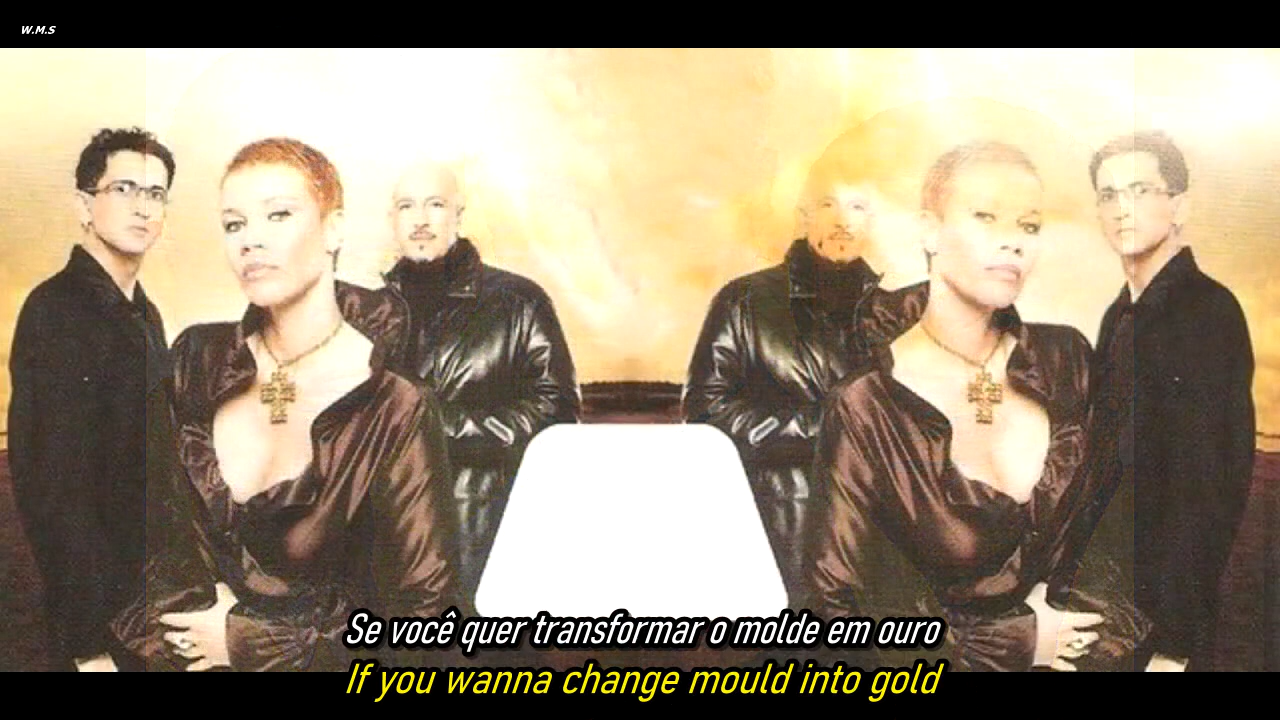 W.M.S
Se você quer transformar o molde em ouro
If you wanna change mould into gold